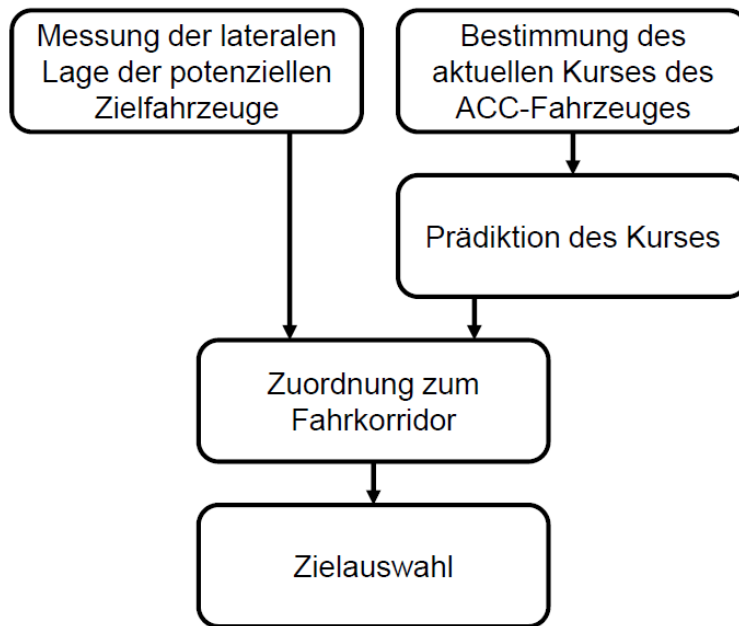 Messung der lateralen
Lage der potenziellen
Zielfahrzeuge
Bestimmung des
aktuellen Kurses des
ACC-Fahrzeuges
Prädiktion des Kurses
Zuordnung zum
Fahrkorridor
Zielauswahl